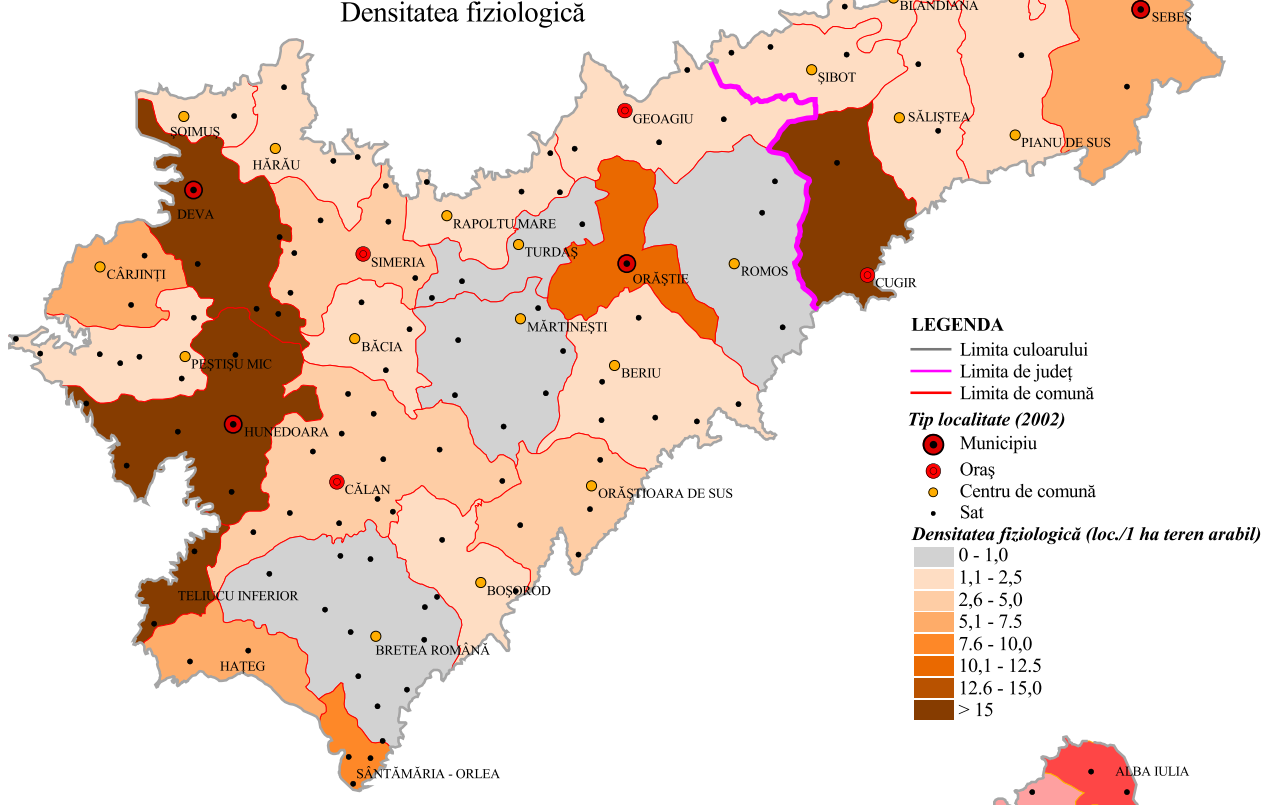 Densitatea fiziologică
BLANDIANA
SEBEȘ
ȘIBOT
GEOAGIU
SĂLIȘTEA
ȘOIMUȘ
PIANU DE SUS
HĂRĂU
DEVA
RAPOLTU MARE
TURDAȘ
SIMERIA
CÂRJINȚI
ORĂȘTIE
ROMOS
CUGIR
MĂRTINEȘTI
BĂCIA
PEȘTIȘU MIC
BERIU
HUNEDOARA
CĂLAN
ORĂȘTIOARA DE SUS
BOȘOROD
TELIUCU INFERIOR
BRETEA ROMÂNĂ
HAȚEG
SÂNTĂMĂRIA - ORLEA
LEGENDA
Limita culoarului
Limita de județ
Limita de comună
Tip localitate (2002)
Municipiu
Oraș
Centru de comună
Sat
Densitatea fiziologică (loc./1 ha teren arabil)
0 - 1,0
1,1 - 2,5
2,6 - 5,0
5,1 - 7.5
7.6 - 10,0
10,1 - 12.5
12.6 - 15,0
> 15
ALBA IULIA